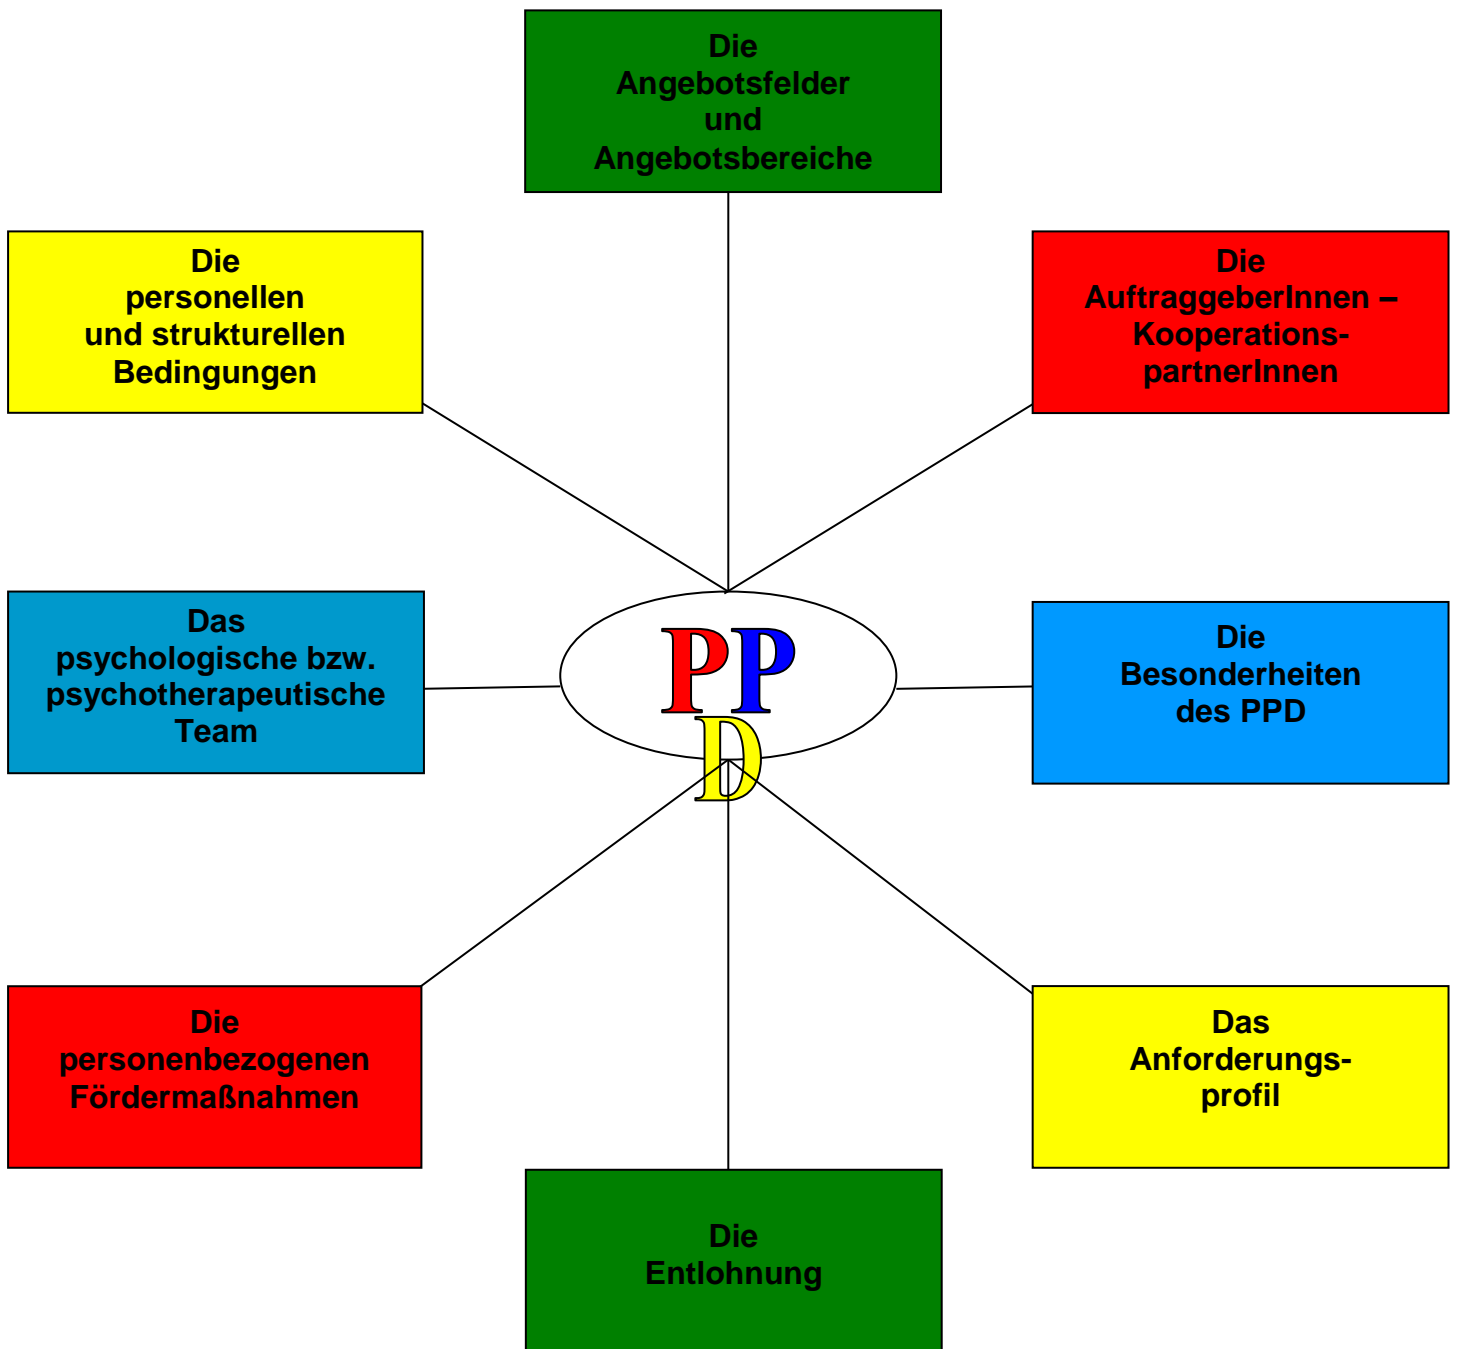 Die
Angebotsfelder
und
Angebotsbereiche
Die
personellen
und strukturellen
Bedingungen
Die
AuftraggeberInnen –
Kooperations-
partnerInnen
Das
psychologische bzw.
psychotherapeutische
Team
PP
D
Die
Besonderheiten
des PPD
Die
personenbezogenen
Fördermaßnahmen
Das
Anforderungs-
profil
Die
Entlohnung